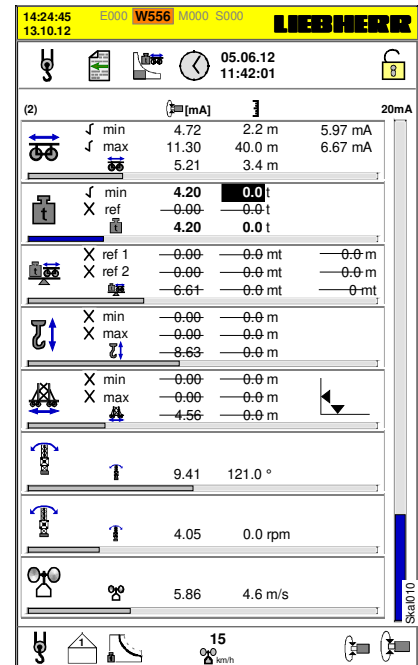 14:24:45 E000 W556 M000 S000 LIEBHERR
13.10.12
05.06.12
11:42:01
8
(2) [mA] 20mA
min 4.72 2.2 m 5.97 mA
max 11.30 40.0 m 6.67 mA
5.21 3.4 m
t
min 4.20 0.0 t
X ref 0.00 0.0 t
4.20 0.0 t
t
X ref 1 0.00 0.0 mt 0.0 m
X ref 2 0.00 0.0 mt 0.0 m
6.61 0.0 mt 0 mt
X min 0.00 0.0 m
X max 0.00 0.0 m
8.63 0.0 m
X min 0.00 0.0 m
X max 0.00 0.0 m
4.56 0.0 m
9.41 121.0 °
4.05 0.0 rpm
5.86 4.6 m/s
Skal010
1
15
km/h